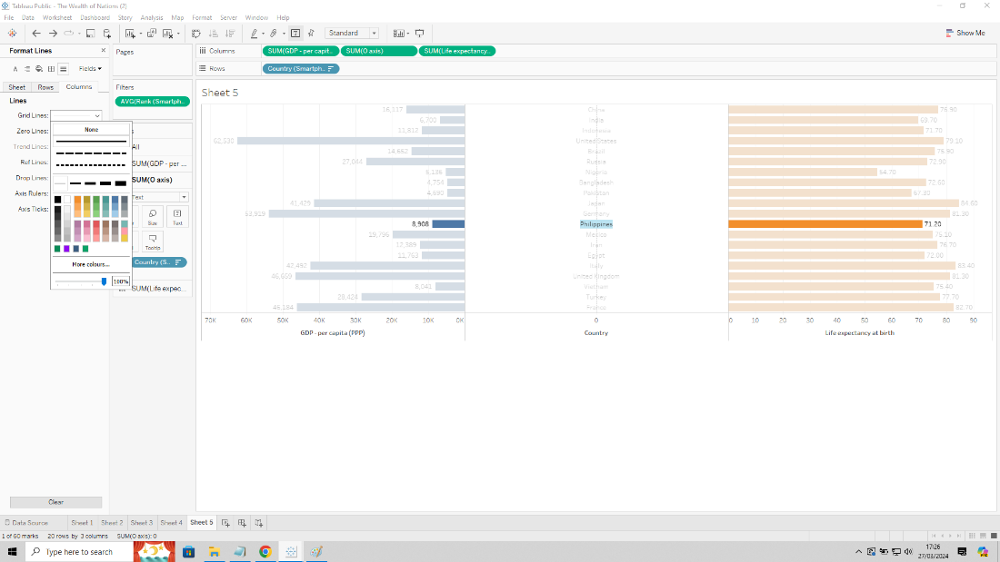 Tableau Public - The Wealth of Nations (2)
File Data Worksheet Dashboard Story Analysis Map Format Server Window Help
Standard
Show Me
Format Lines
Fields
Sheet Rows Columns
Lines
Grid Lines:
Zero Lines:
Trend Lines:
Ref Lines:
Drop Lines:
Axis Rulers:
Axis Ticks:
None
More colours...
100%
Clear
Pages
Filters
AVG(Rank (Smartph..
All
SUM(GDP - per ...
SUM(O axis)
Text
Size Text
Tooltip
Country (S..
SUM(Life expec...
Columns SUM(GDP - per capit.. SUM(O axis) SUM(Life expectancy..
Rows Country (Smartph..
Sheet 5
16,117 China 76.90
6,700 India 69.70
11,812 Indonesia 71.70
62,530 United States 79.10
14,652 Brazil 75.90
27,044 Russia 72.90
5,136 Nigeria 54.70
4,754 Bangladesh 72.60
4,690 Pakistan 67.30
41,429 Japan 84.60
53,919 Germany 81.30
8,908 Philippines 71.20
19,796 Mexico 75.10
12,389 Iran 76.70
11,763 Egypt 72.00
42,492 Italy 83.40
46,659 United Kingdom 81.30
8,041 Vietnam 75.40
28,424 Turkey 77.70
46,184 France 82.70
70K 60K 50K 40K 30K 20K 10K 0K 0 0 10 20 30 40 50 60 70 80 90
GDP - per capita (PPP) Country Life expectancy at birth
Data Source Sheet 1 Sheet 2 Sheet 3 Sheet 4 Sheet 5
1 of 60 marks 20 rows by 3 columns SUM(O axis): 0
Type here to search
17:26
27/03/2024